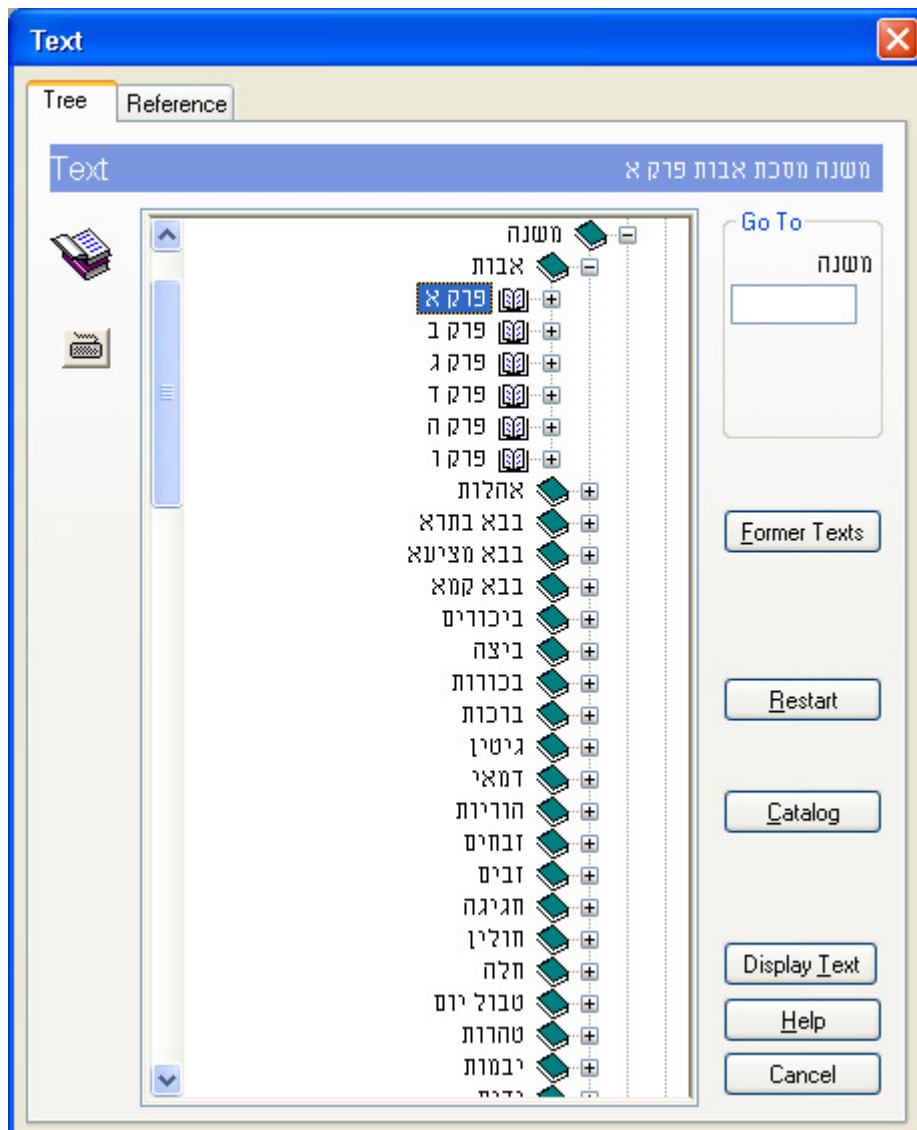 Text
Tree
Reference
Text
משנה מסכת אבות פרק א
משנה
אבות
פרק א
פרק ב
פרק ג
פרק ד
פרק ה
פרק ו
אהלות
בבא בתרא
בבא מציעא
בבא קמא
ביכורים
ביצה
בכורות
ברכות
גיטין
דמאי
הוריות
זבחים
זבים
חגיגה
חולין
חלה
טבול יום
טהרות
יבמות
Go To
משנה
Former Texts
Restart
Catalog
Display Text
Help
Cancel